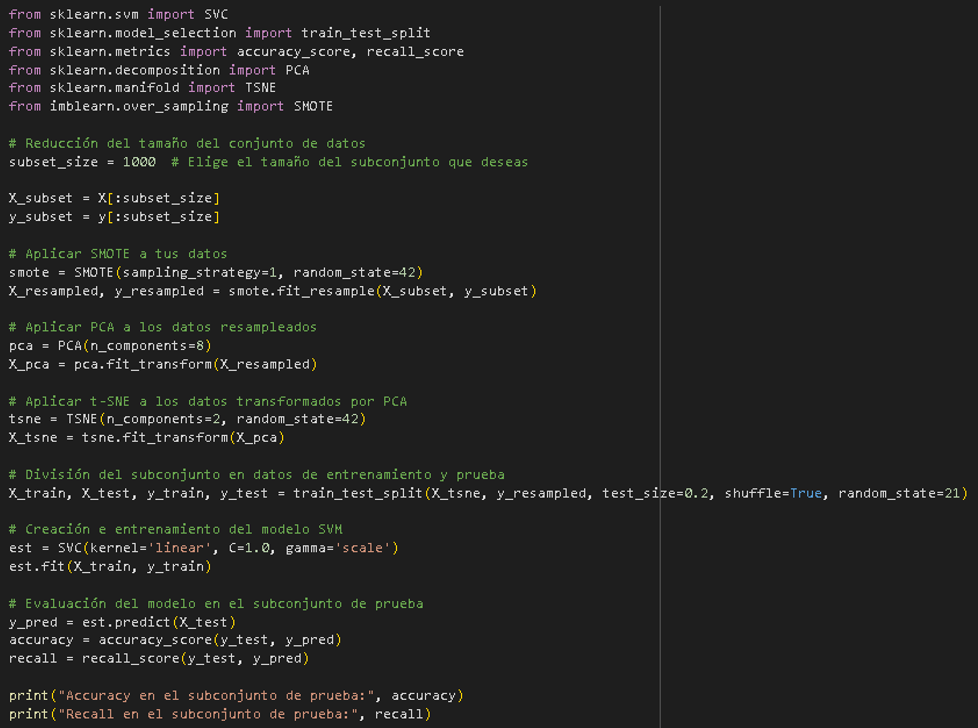 from sklearn.svm import SVC
from sklearn.model_selection import train_test_split
from sklearn.metrics import accuracy_score, recall_score
from sklearn.decomposition import PCA
from sklearn.manifold import TSNE
from imblearn.over_sampling import SMOTE
# Reducción del tamaño del conjunto de datos
subset_size = 1000  # Elige el tamaño del subconjunto que deseas
X_subset = X[:subset_size]
y_subset = y[:subset_size]
# Aplicar SMOTE a tus datos
smote = SMOTE(sampling_strategy=1, random_state=42)
X_resampled, y_resampled = smote.fit_resample(X_subset, y_subset)
# Aplicar PCA a los datos resampleados
pca = PCA(n_components=8)
X_pca = pca.fit_transform(X_resampled)
# Aplicar t-SNE a los datos transformados por PCA
tsne = TSNE(n_components=2, random_state=42)
X_tsne = tsne.fit_transform(X_pca)
# División del subconjunto en datos de entrenamiento y prueba
X_train, X_test, y_train, y_test = train_test_split(X_tsne, y_resampled, test_size=0.2, shuffle=True, random_state=21)
# Creación e entrenamiento del modelo SVM
est = SVC(kernel='linear', C=1.0, gamma='scale')
est.fit(X_train, y_train)
# Evaluación del modelo en el subconjunto de prueba
y_pred = est.predict(X_test)
accuracy = accuracy_score(y_test, y_pred)
recall = recall_score(y_test, y_pred)
print("Accuracy en el subconjunto de prueba:", accuracy)
print("Recall en el subconjunto de prueba:", recall)